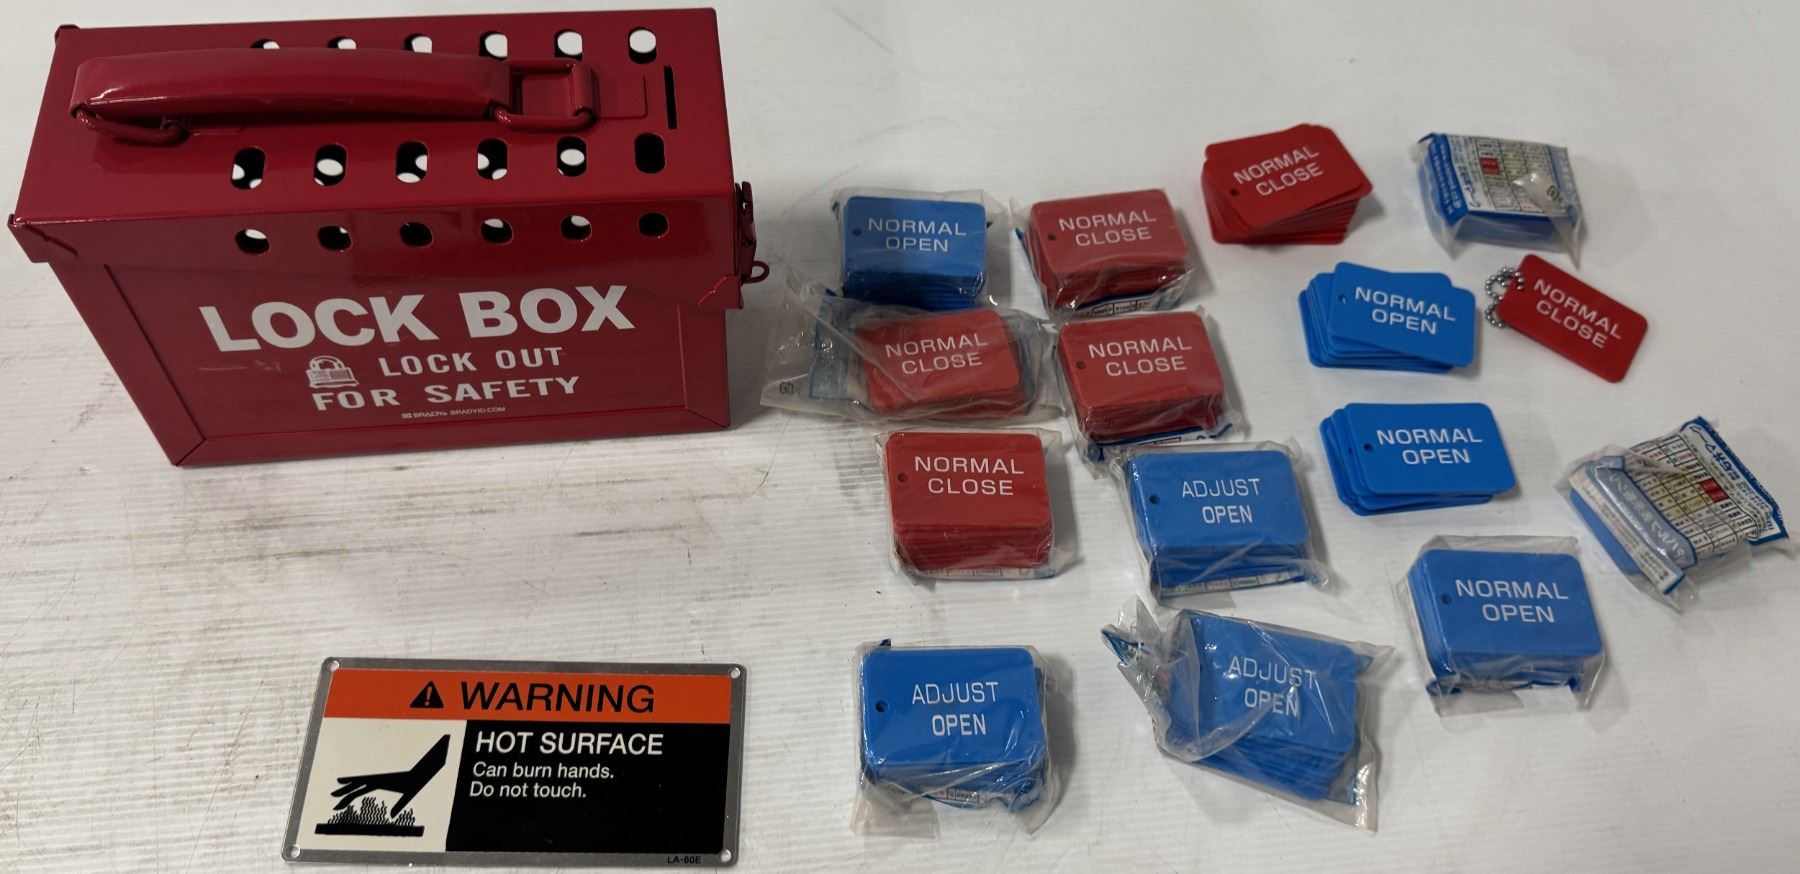 LOCK BOX
LOCK OUT
FOR SAFETY
BRADY® BRADYID.COM
NORMAL
OPEN
NORMAL
CLOSE
NORMAL
CLOSE
NORMAL
CLOSE
NORMAL
CLOSE
NORMAL
OPEN
NORMAL
CLOSE
NORMAL
CLOSE
NORMAL
OPEN
NORMAL
CLOSE
ADJUST
OPEN
NORMAL
OPEN
ADJUST
OPEN
ADJUST
OPEN
WARNING
HOT SURFACE
Can burn hands.
Do not touch.
LA-60E